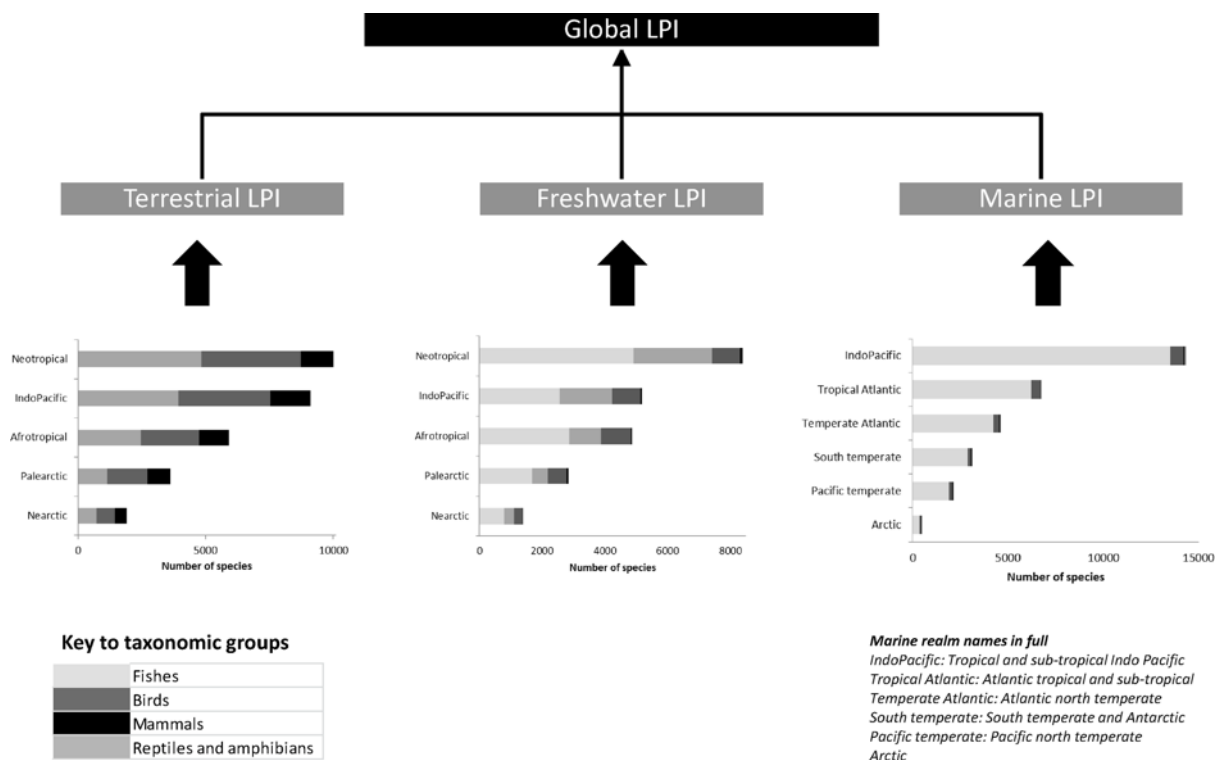 Global LPI
Terrestrial LPI
Freshwater LPI
Marine LPI
Neotropical
IndoPacific
Afrotropical
Palearctic
Nearctic
0 5000 10000
Number of species
Neotropical
IndoPacific
Afrotropical
Palearctic
Nearctic
0 2000 4000 6000 8000
Number of species
IndoPacific
Tropical Atlantic
Temperate Atlantic
South temperate
Pacific temperate
Arctic
0 5000 10000 15000
Number of species
Key to taxonomic groups
Fishes
Birds
Mammals
Reptiles and amphibians
Marine realm names in full
IndoPacific: Tropical and sub-tropical Indo Pacific
Tropical Atlantic: Atlantic tropical and sub-tropical
Temperate Atlantic: Atlantic north temperate
South temperate: South temperate and Antarctic
Pacific temperate: Pacific north temperate
Arctic